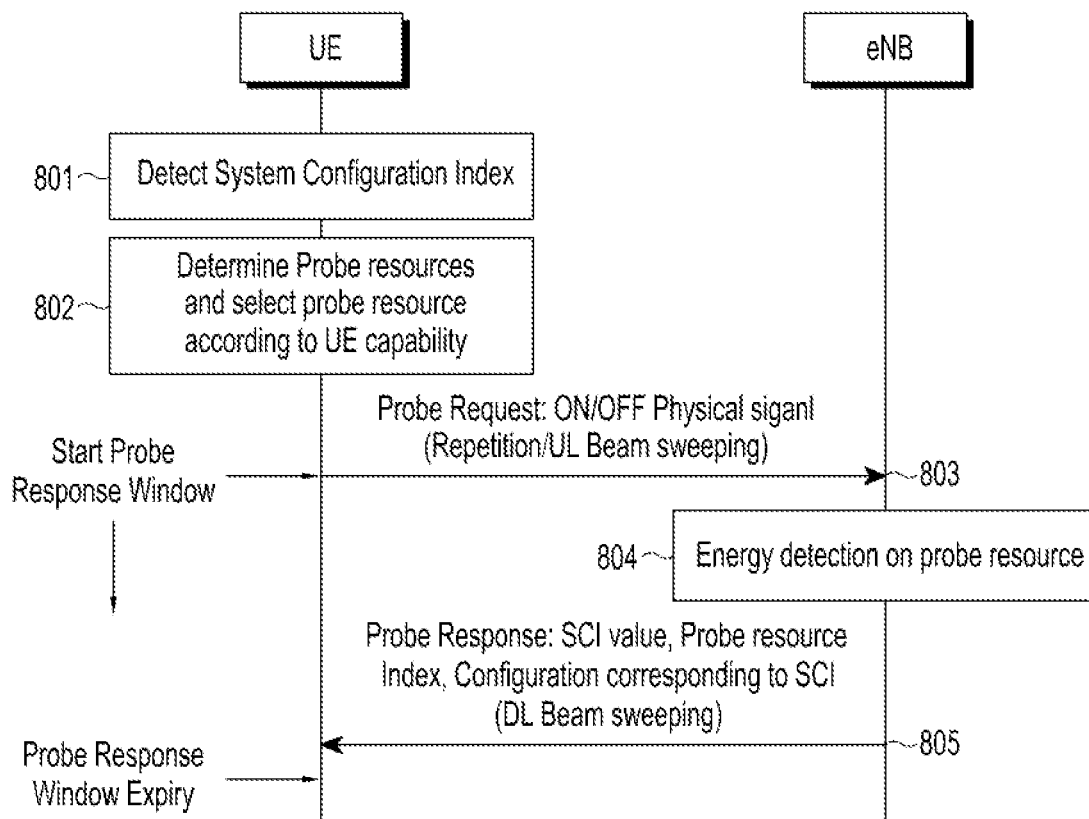 UE
eNB
801
Detect System Configuration Index
802
Determine Probe resources
and select probe resource
according to UE capability
Probe Request: ON/OFF Physical siganl
(Repetition/UL Beam sweeping)
Start Probe
Response Window
803
804
Energy detection on probe resource
Probe Response: SCI value, Probe resource
Index, Configuration corresponding to SCI
(DL Beam sweeping)
805
Probe Response
Window Expiry